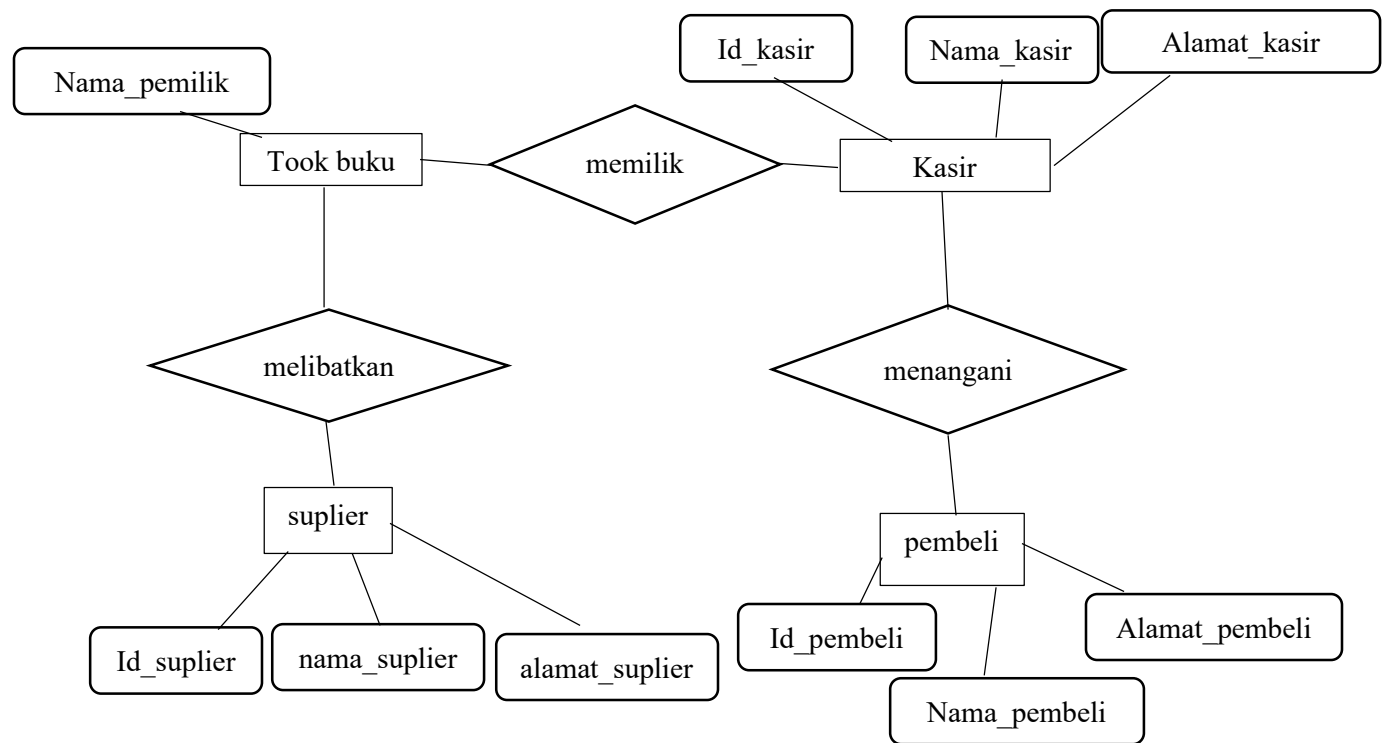 Id_kasir
Nama_kasir
Alamat_kasir
Nama_pemilik
Took buku
memilik
Kasir
melibatkan
menangani
suplier
pembeli
Id_suplier
nama_suplier
alamat_suplier
Id_pembeli
Alamat_pembeli
Nama_pembeli